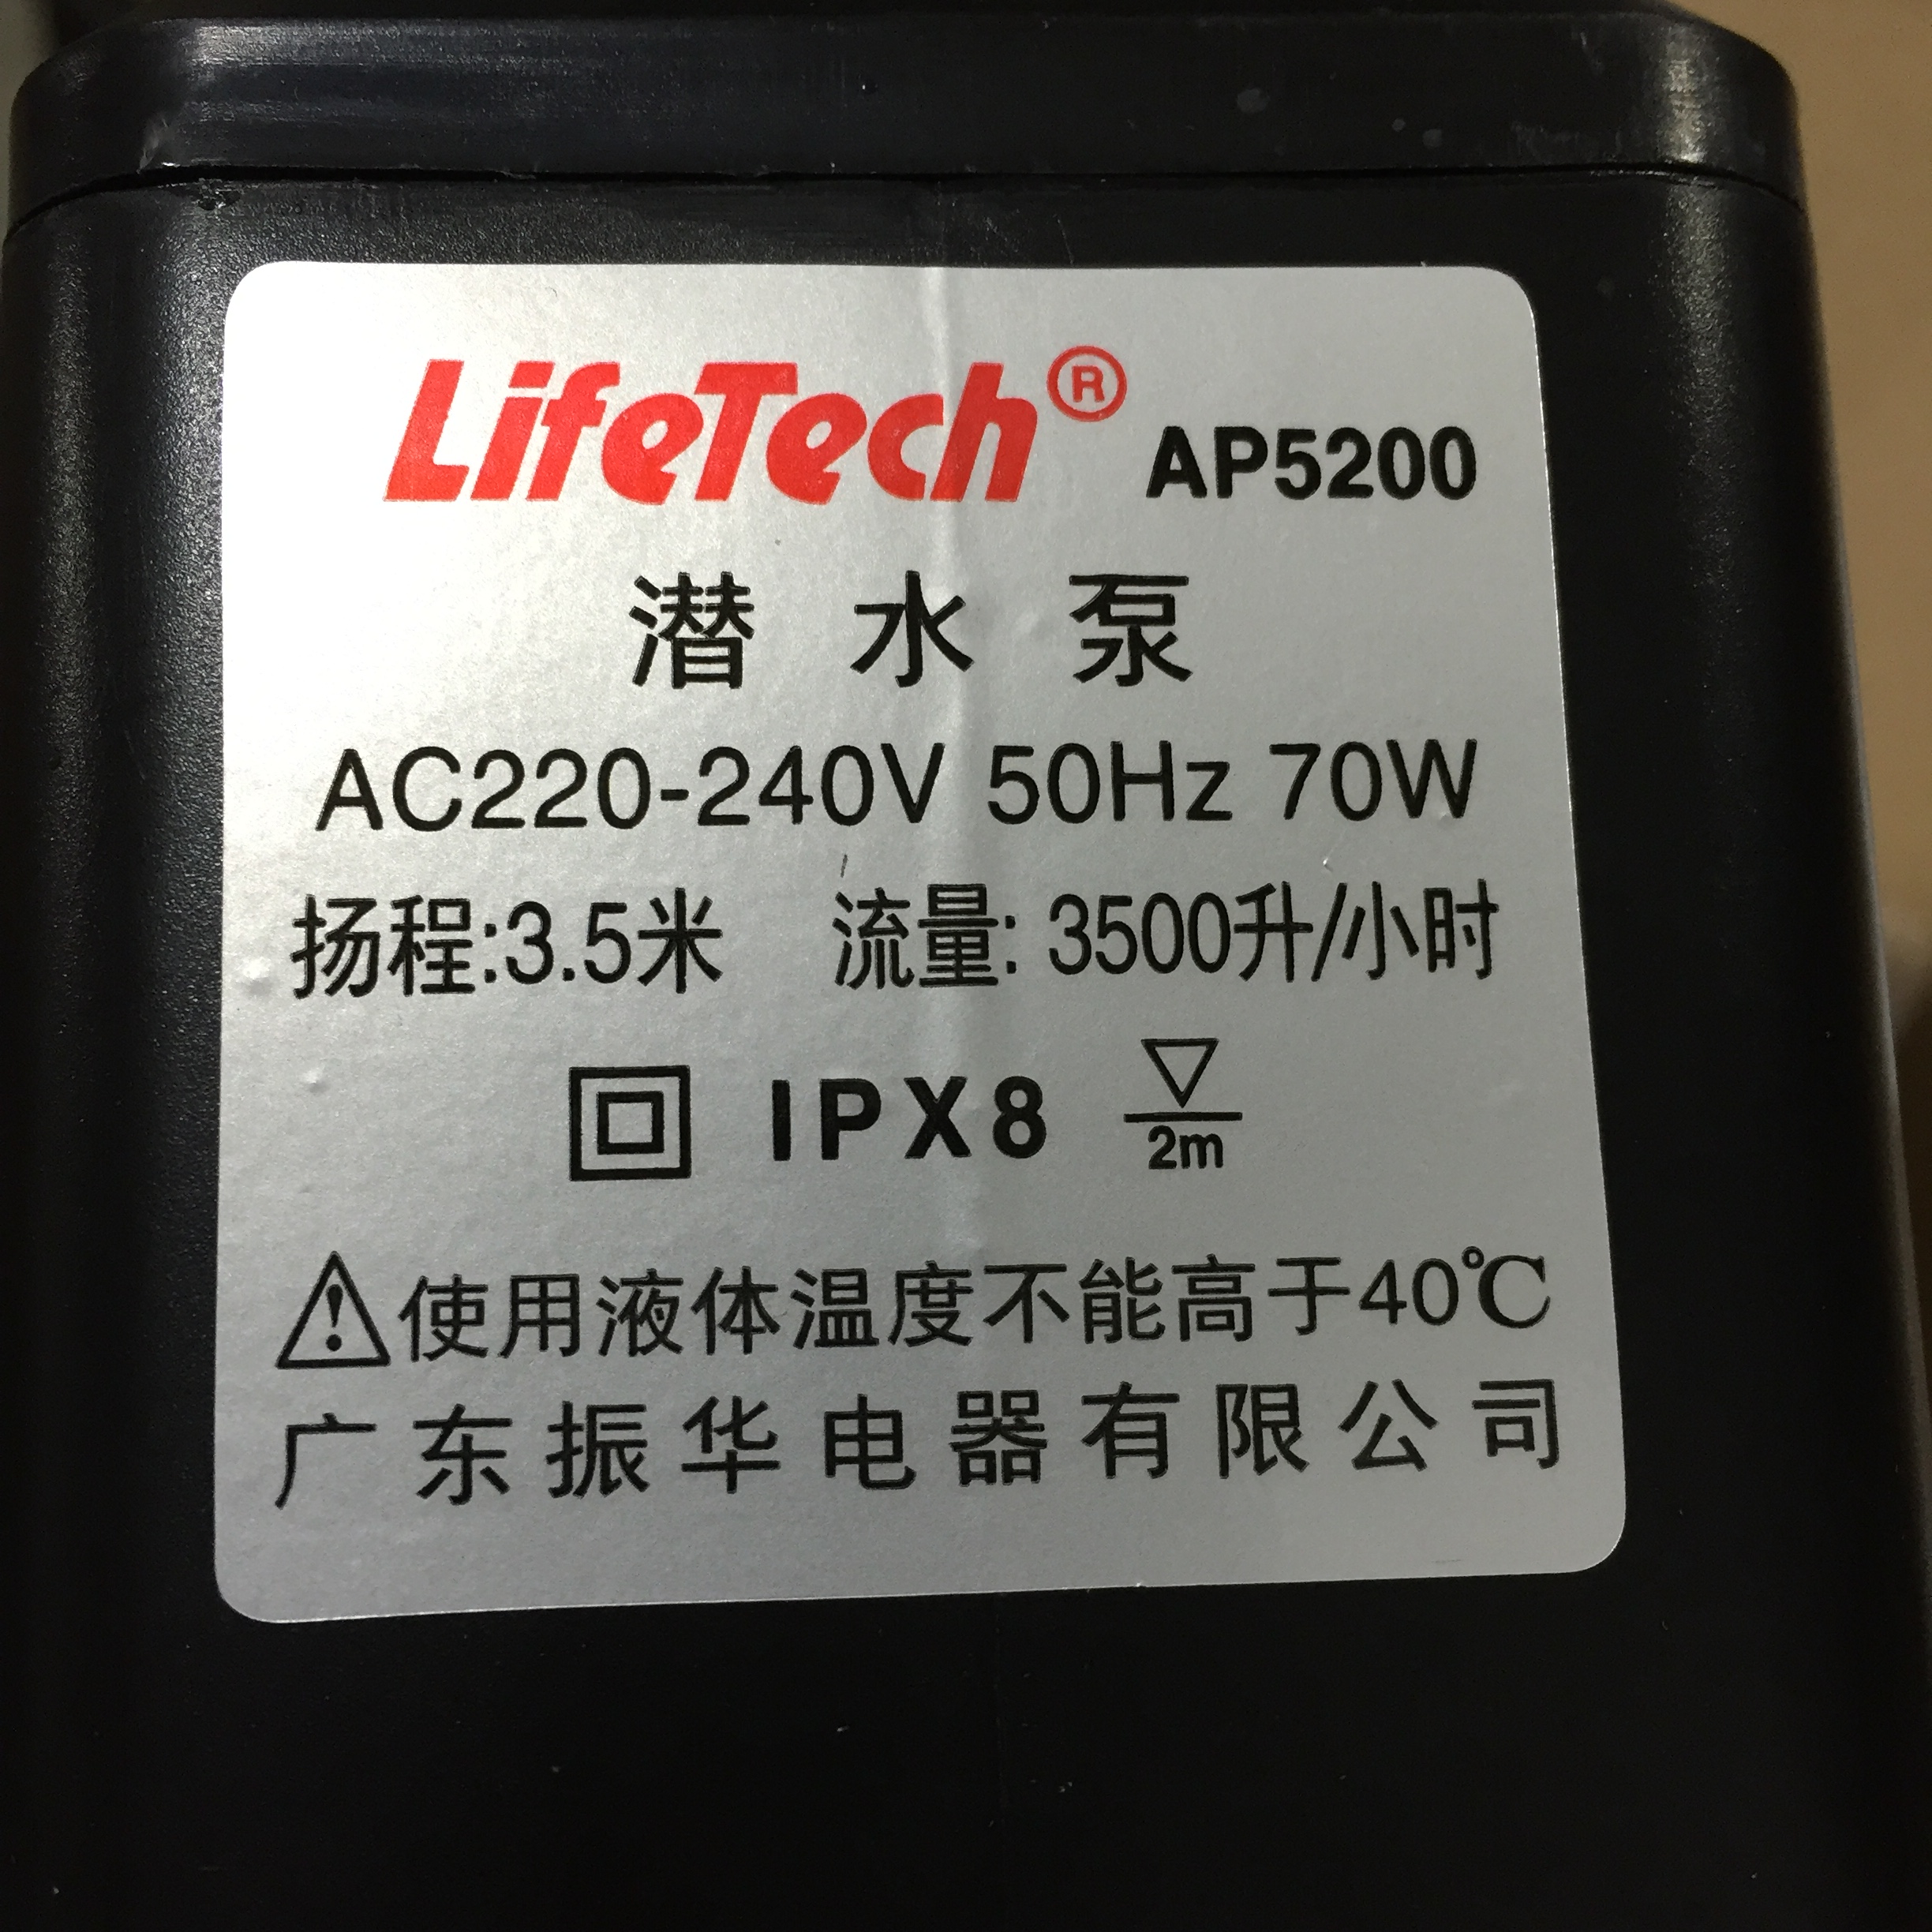 LifeTech® AP5200
潜水泵
AC220-240V 50Hz 70W
扬程:3.5米 流量: 3500升/小时
IPX8 2m
使用液体温度不能高于40℃
广东振华电器有限公司